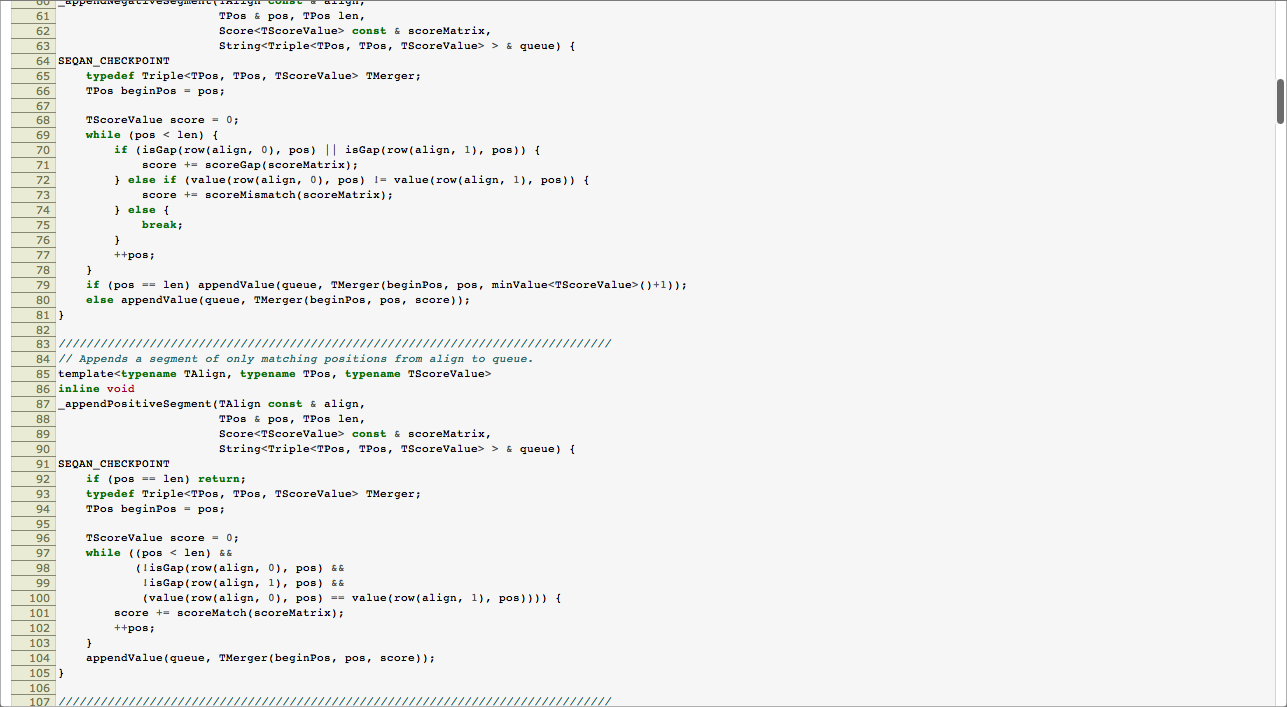 60 _appendNegativeSegment(TAlign const & align,
61                        TPos & pos, TPos len,
62                        Score<TScoreValue> const & scoreMatrix,
63                        String<Triple<TPos, TPos, TScoreValue> > & queue) {
64 SEQAN_CHECKPOINT
65     typedef Triple<TPos, TPos, TScoreValue> TMerger;
66     TPos beginPos = pos;
67
68     TScoreValue score = 0;
69     while (pos < len) {
70         if (isGap(row(align, 0), pos) || isGap(row(align, 1), pos)) {
71             score += scoreGap(scoreMatrix);
72         } else if (value(row(align, 0), pos) != value(row(align, 1), pos)) {
73             score += scoreMismatch(scoreMatrix);
74         } else {
75             break;
76         }
77         ++pos;
78     }
79     if (pos == len) appendValue(queue, TMerger(beginPos, pos, minValue<TScoreValue>()+1));
80     else appendValue(queue, TMerger(beginPos, pos, score));
81 }
82
83 ///////////////////////////////////////////////////////////////////////////////
84 // Appends a segment of only matching positions from align to queue.
85 template<typename TAlign, typename TPos, typename TScoreValue>
86 inline void
87 _appendPositiveSegment(TAlign const & align,
88                        TPos & pos, TPos len,
89                        Score<TScoreValue> const & scoreMatrix,
90                        String<Triple<TPos, TPos, TScoreValue> > & queue) {
91 SEQAN_CHECKPOINT
92     if (pos == len) return;
93     typedef Triple<TPos, TPos, TScoreValue> TMerger;
94     TPos beginPos = pos;
95
96     TScoreValue score = 0;
97     while ((pos < len) &&
98            (!isGap(row(align, 0), pos) &&
99             !isGap(row(align, 1), pos) &&
100             (value(row(align, 0), pos) == value(row(align, 1), pos)))) {
101         score += scoreMatch(scoreMatrix);
102         ++pos;
103     }
104     appendValue(queue, TMerger(beginPos, pos, score));
105 }
106
107 ///////////////////////////////////////////////////////////////////////////////